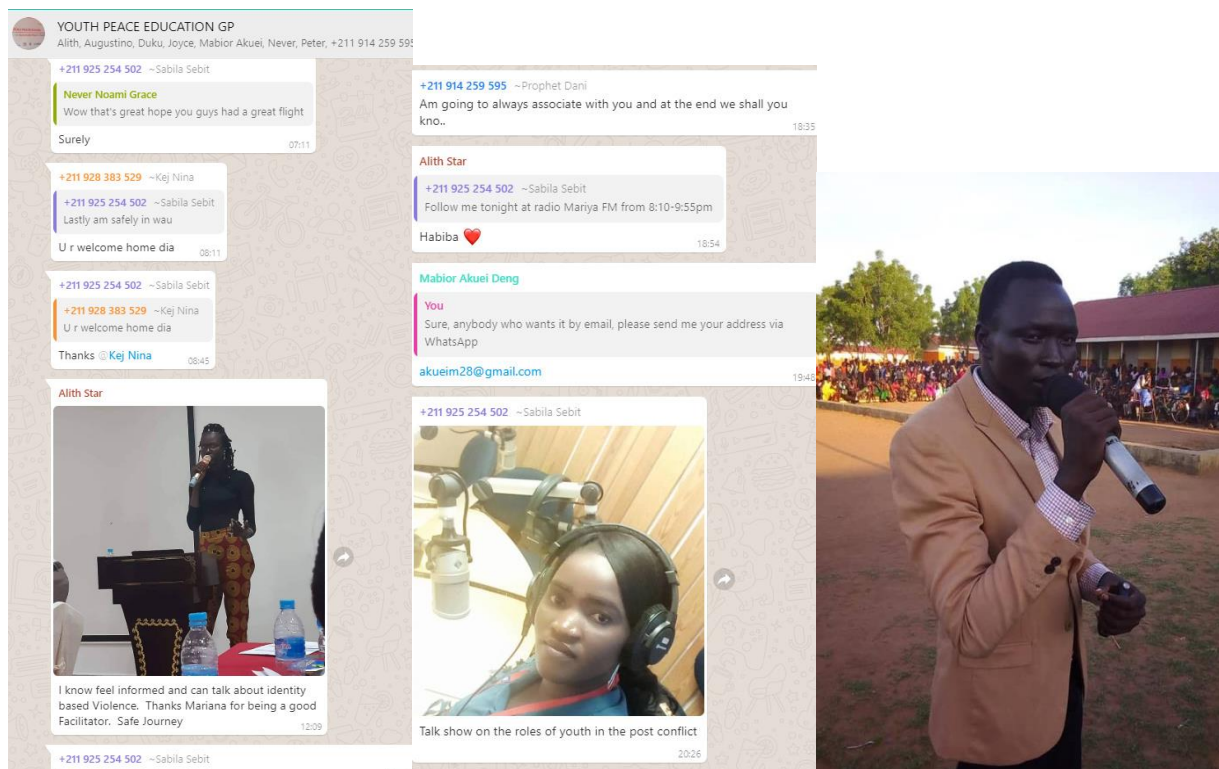 YOUTH PEACE EDUCATION GP
Alith, Augustino, Duku, Joyce, Mabior Akuei, Never, Peter, +211 914 259 595
+211 925 254 502 ~Sabila Sebit
Never Noami Grace
Wow that's great hope you guys had a great flight
Surely
07:11
+211 928 383 529 ~Kej Nina
+211 925 254 502 ~Sabila Sebit
Lastly am safely in wau
U r welcome home dia
08:11
+211 925 254 502 ~Sabila Sebit
+211 928 383 529 ~Kej Nina
U r welcome home dia
Thanks @Kej Nina
08:45
Alith Star
I know feel informed and can talk about identity
based Violence. Thanks Mariana for being a good
Facilitator. Safe Journey
12:09
+211 925 254 502 ~Sabila Sebit
+211 914 259 595 ~Prophet Dani
Am going to always associate with you and at the end we shall you
kno..
18:35
Alith Star
+211 925 254 502 ~Sabila Sebit
Follow me tonight at radio Mariya FM from 8:10-9:55pm
Habiba ❤️
18:54
Mabior Akuei Deng
You
Sure, anybody who wants it by email, please send me your address via
WhatsApp
akueim28@gmail.com
19:48
+211 925 254 502 ~Sabila Sebit
Talk show on the roles of youth in the post conflict
20:26